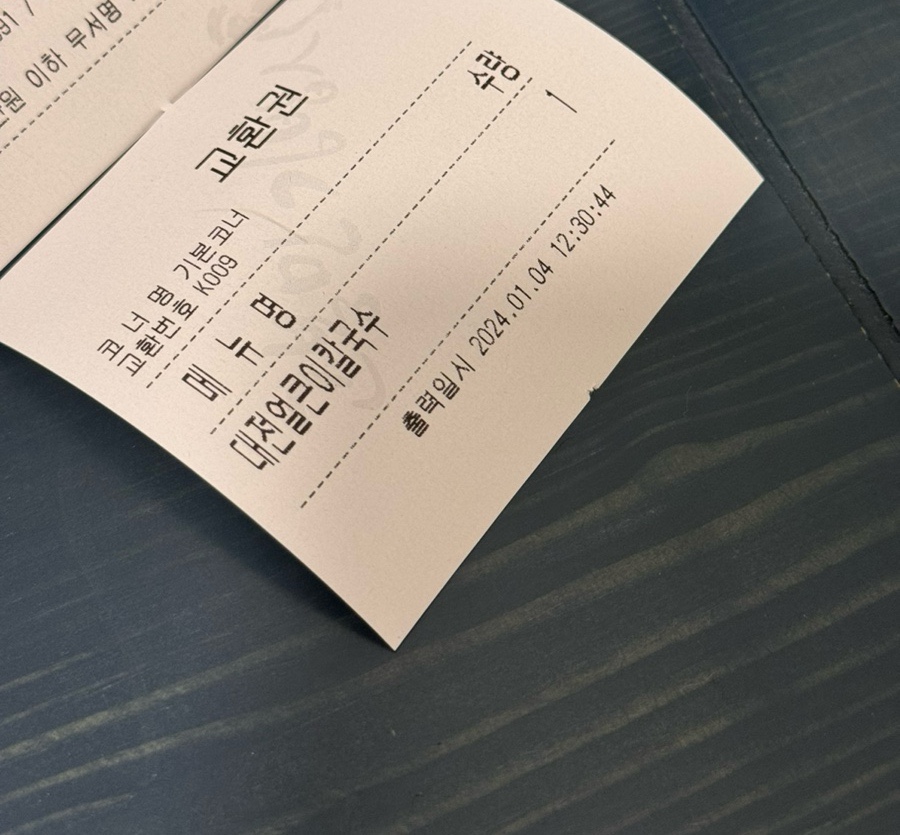 91 /
원 이하 무서명
교환권
코 너 명 기본코너
교환번호 K009
메 뉴 명 수량
대전얼큰이칼국수 1
출력일시 2024.01.04 12:30:44